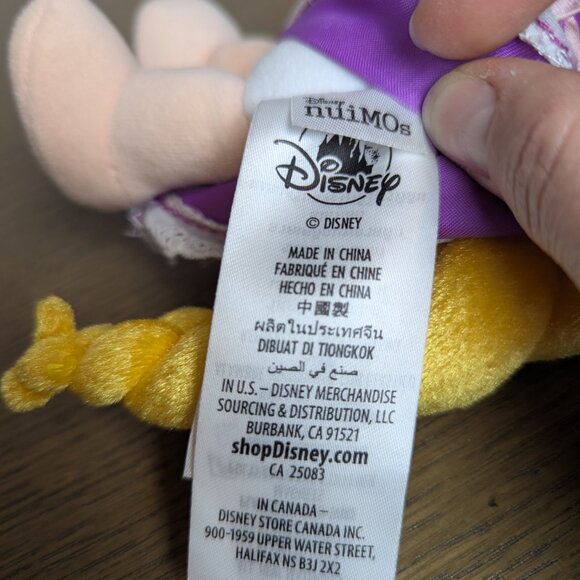 Disney
nuiMOs
Disney
© DISNEY
MADE IN CHINA
FABRIQUÉ EN CHINE
HECHO EN CHINA
中國製
ผลิตในประเทศจีน
DIBUAT DI TIONGKOK
صنع في الصين
IN U.S. – DISNEY MERCHANDISE
SOURCING & DISTRIBUTION, LLC
BURBANK, CA 91521
shopDisney.com
CA 25083
IN CANADA –
DISNEY STORE CANADA INC.
900-1959 UPPER WATER STREET,
HALIFAX NS B3J 2X2